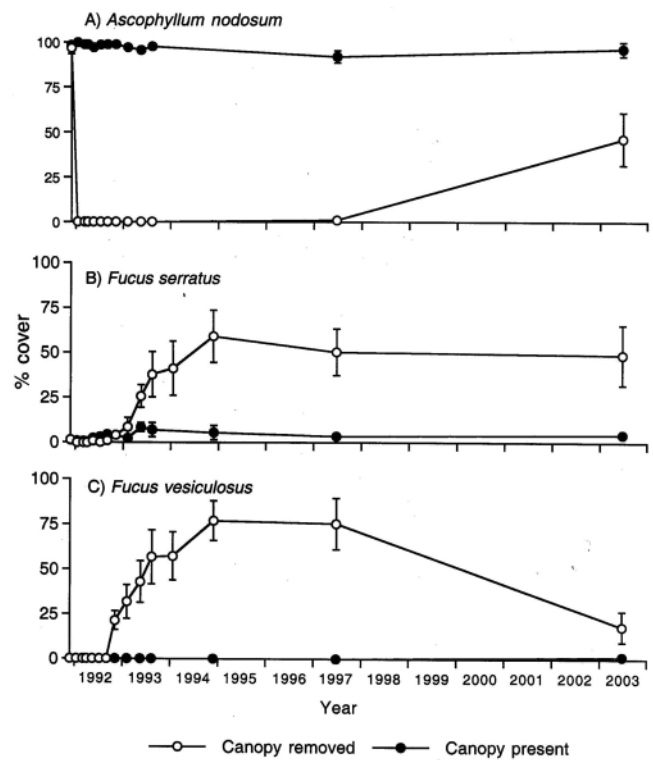 A) Ascophyllum nodosum
100
75
50
25
0
B) Fucus serratus
100
75
50
25
0
% cover
C) Fucus vesiculosus
100
75
50
25
0
1992 1993 1994 1995 1996 1997 1998 1999 2000 2001 2002 2003
Year
Canopy removed Canopy present